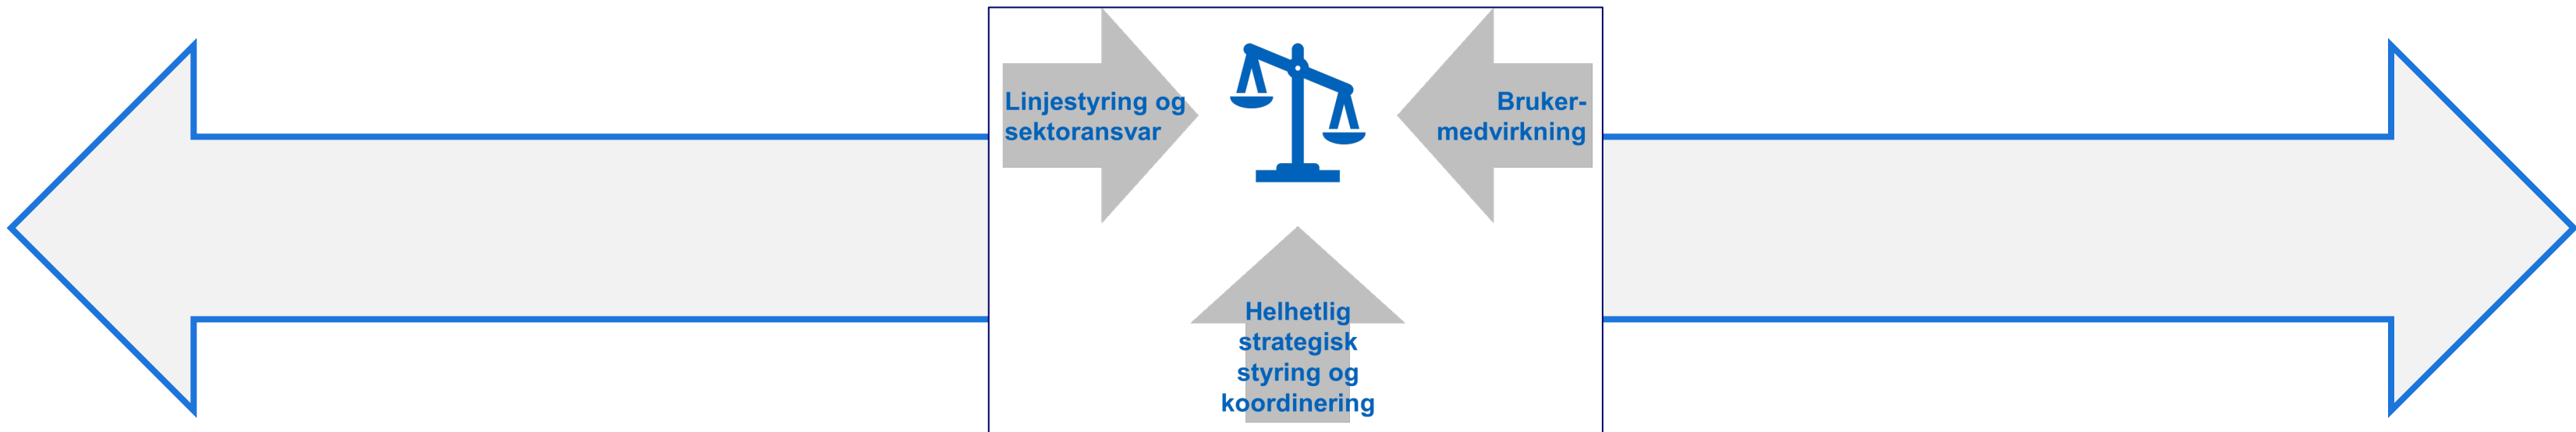 Linjestyring og
sektoransvar
Bruker-
medvirkning
Helhetlig
strategisk
styring og
koordinering